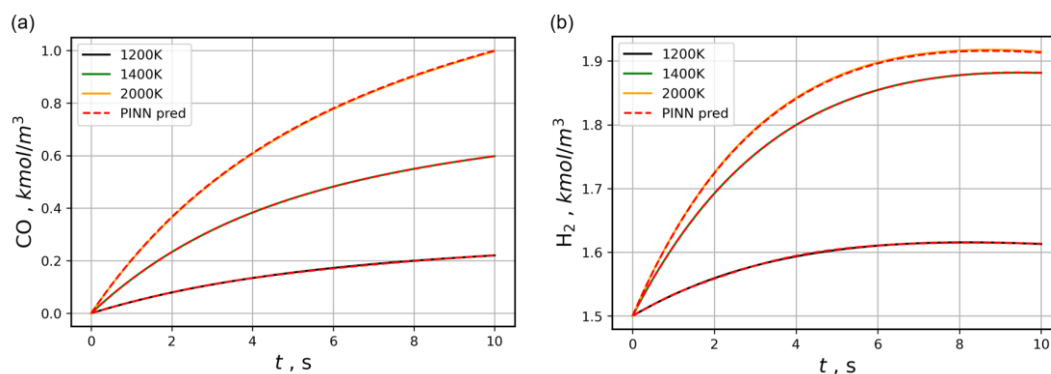 (a)
1200K
1400K
2000K
PINN pred
1.0
0.8
0.6
0.4
0.2
0.0
CO , kmol/m³
0 2 4 6 8 10
t , s
(b)
1200K
1400K
2000K
PINN pred
1.9
1.8
1.7
1.6
1.5
H₂ , kmol/m³
0 2 4 6 8 10
t , s